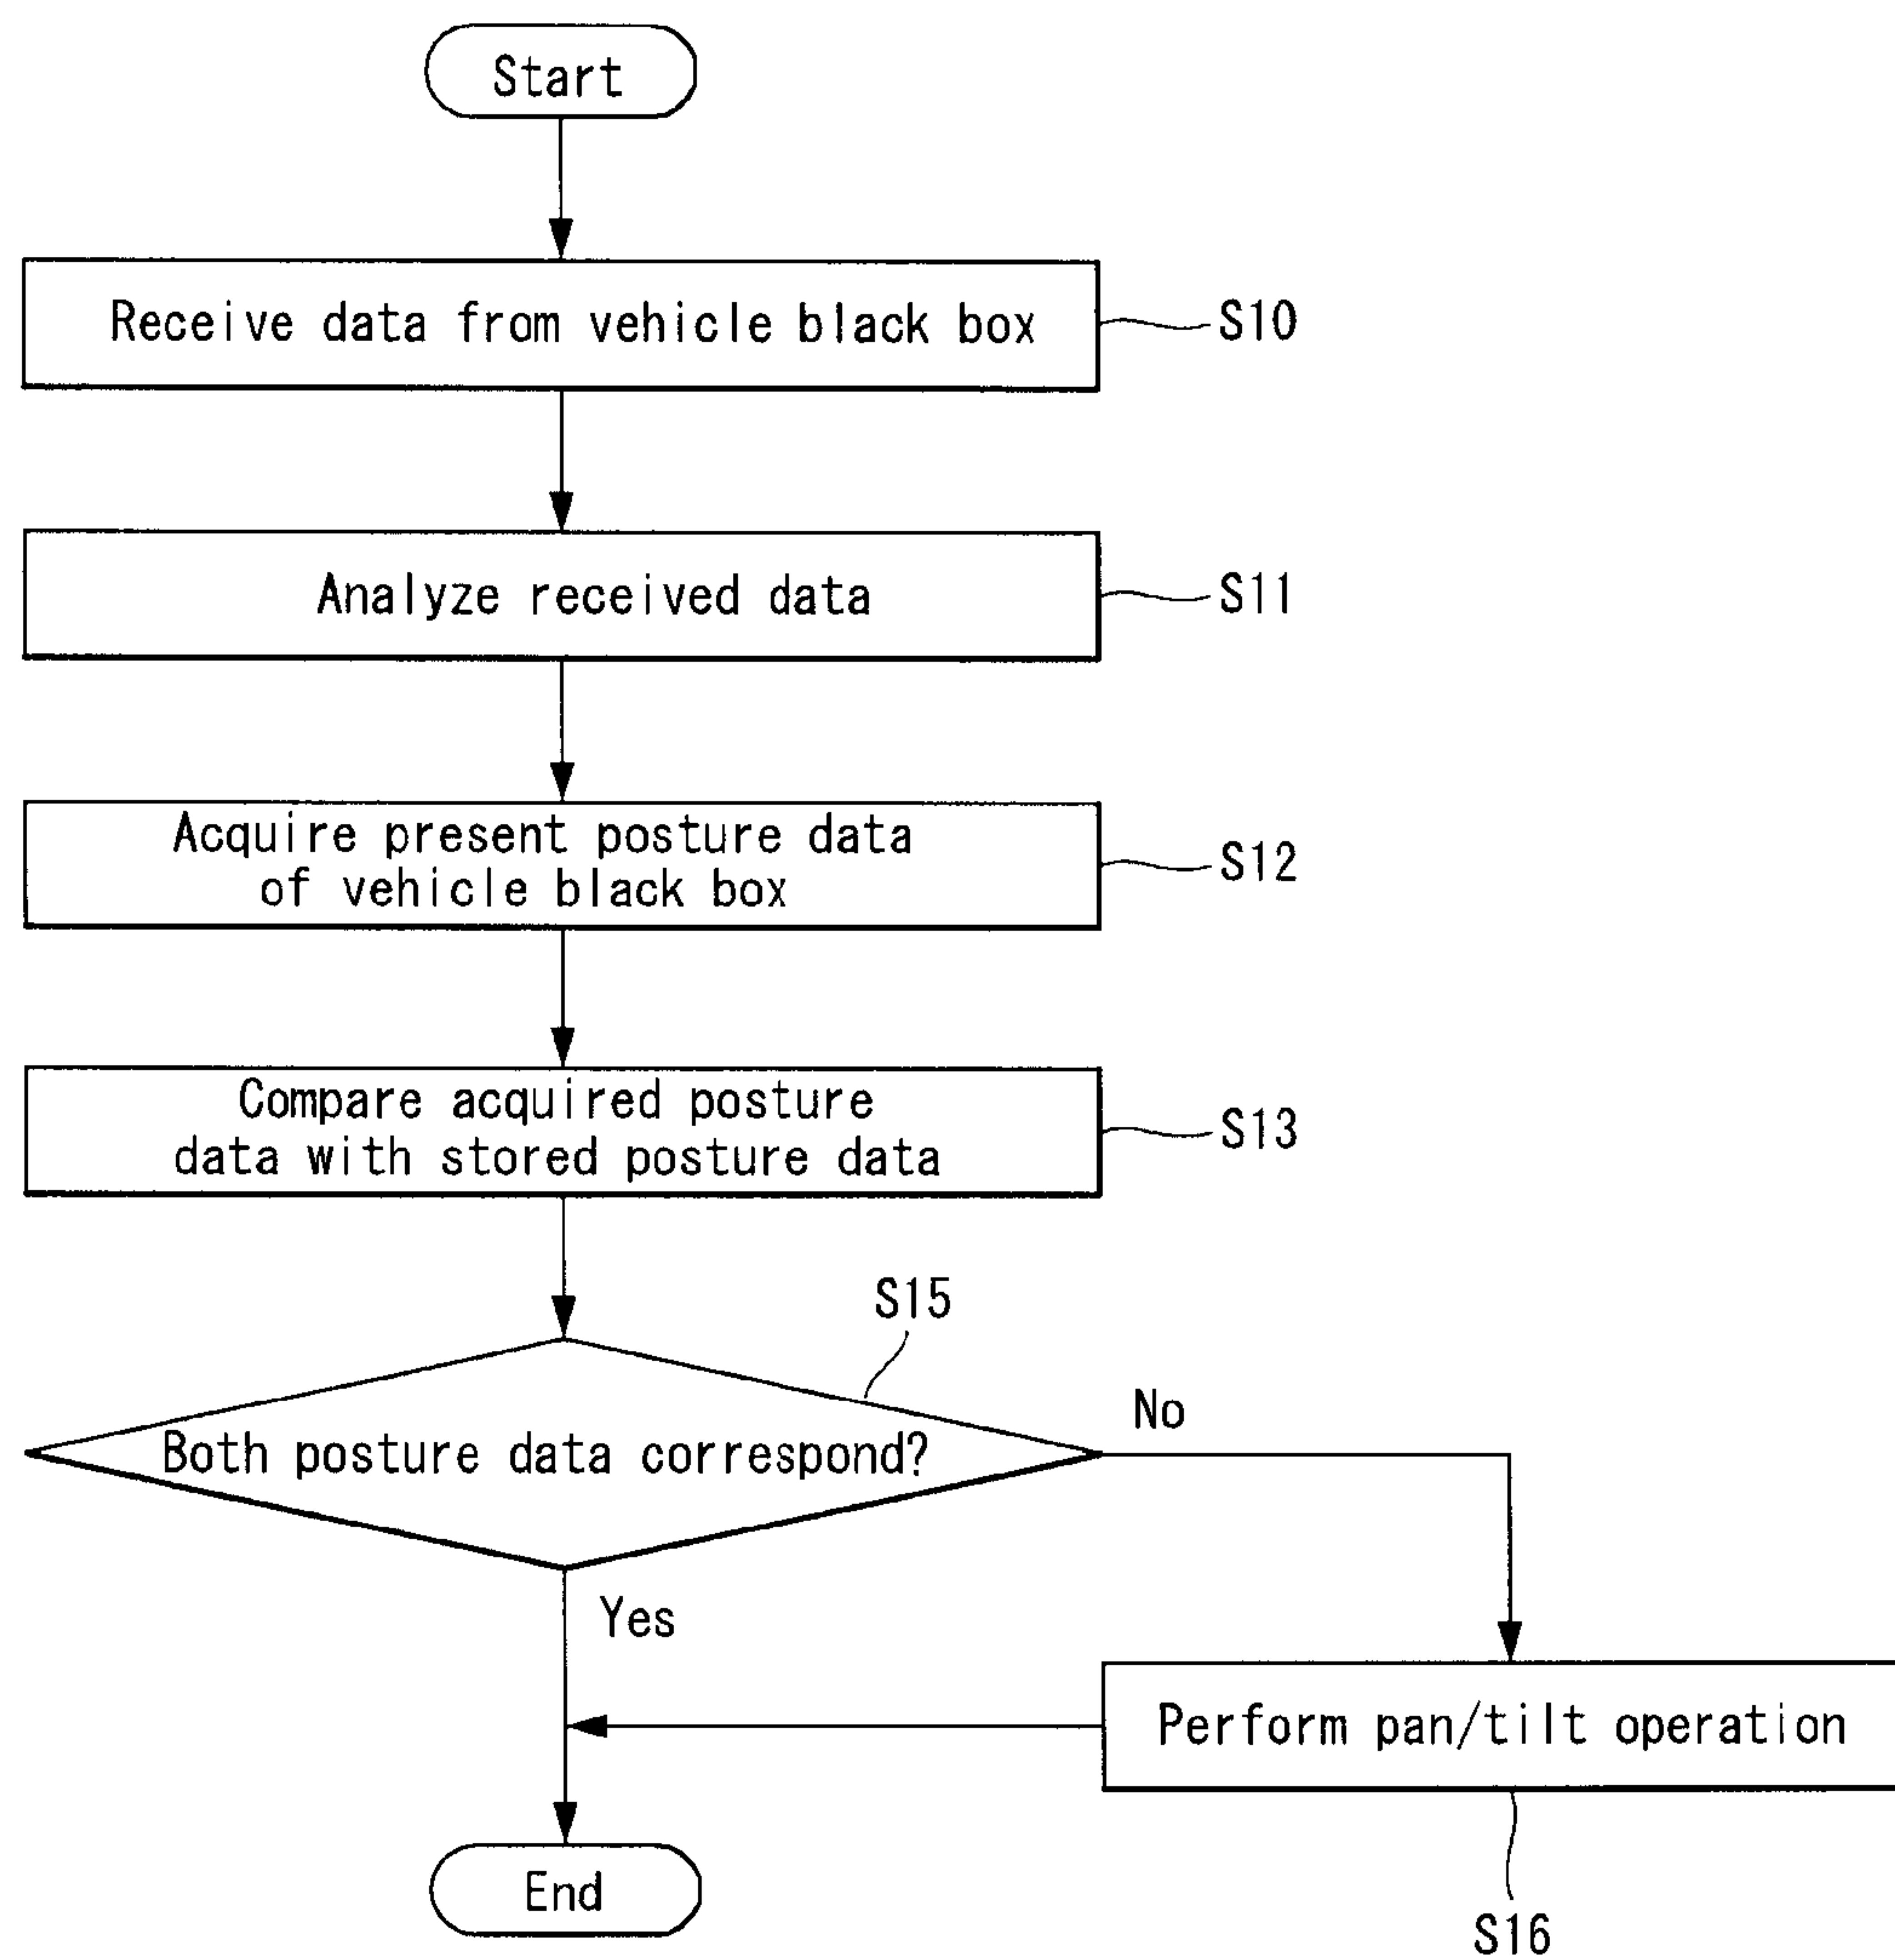 Start
Receive data from vehicle black box
S10
Analyze received data
S11
Acquire present posture data
of vehicle black box
S12
Compare acquired posture
data with stored posture data
S13
S15
Both posture data correspond?
No
Yes
Perform pan/tilt operation
End
S16